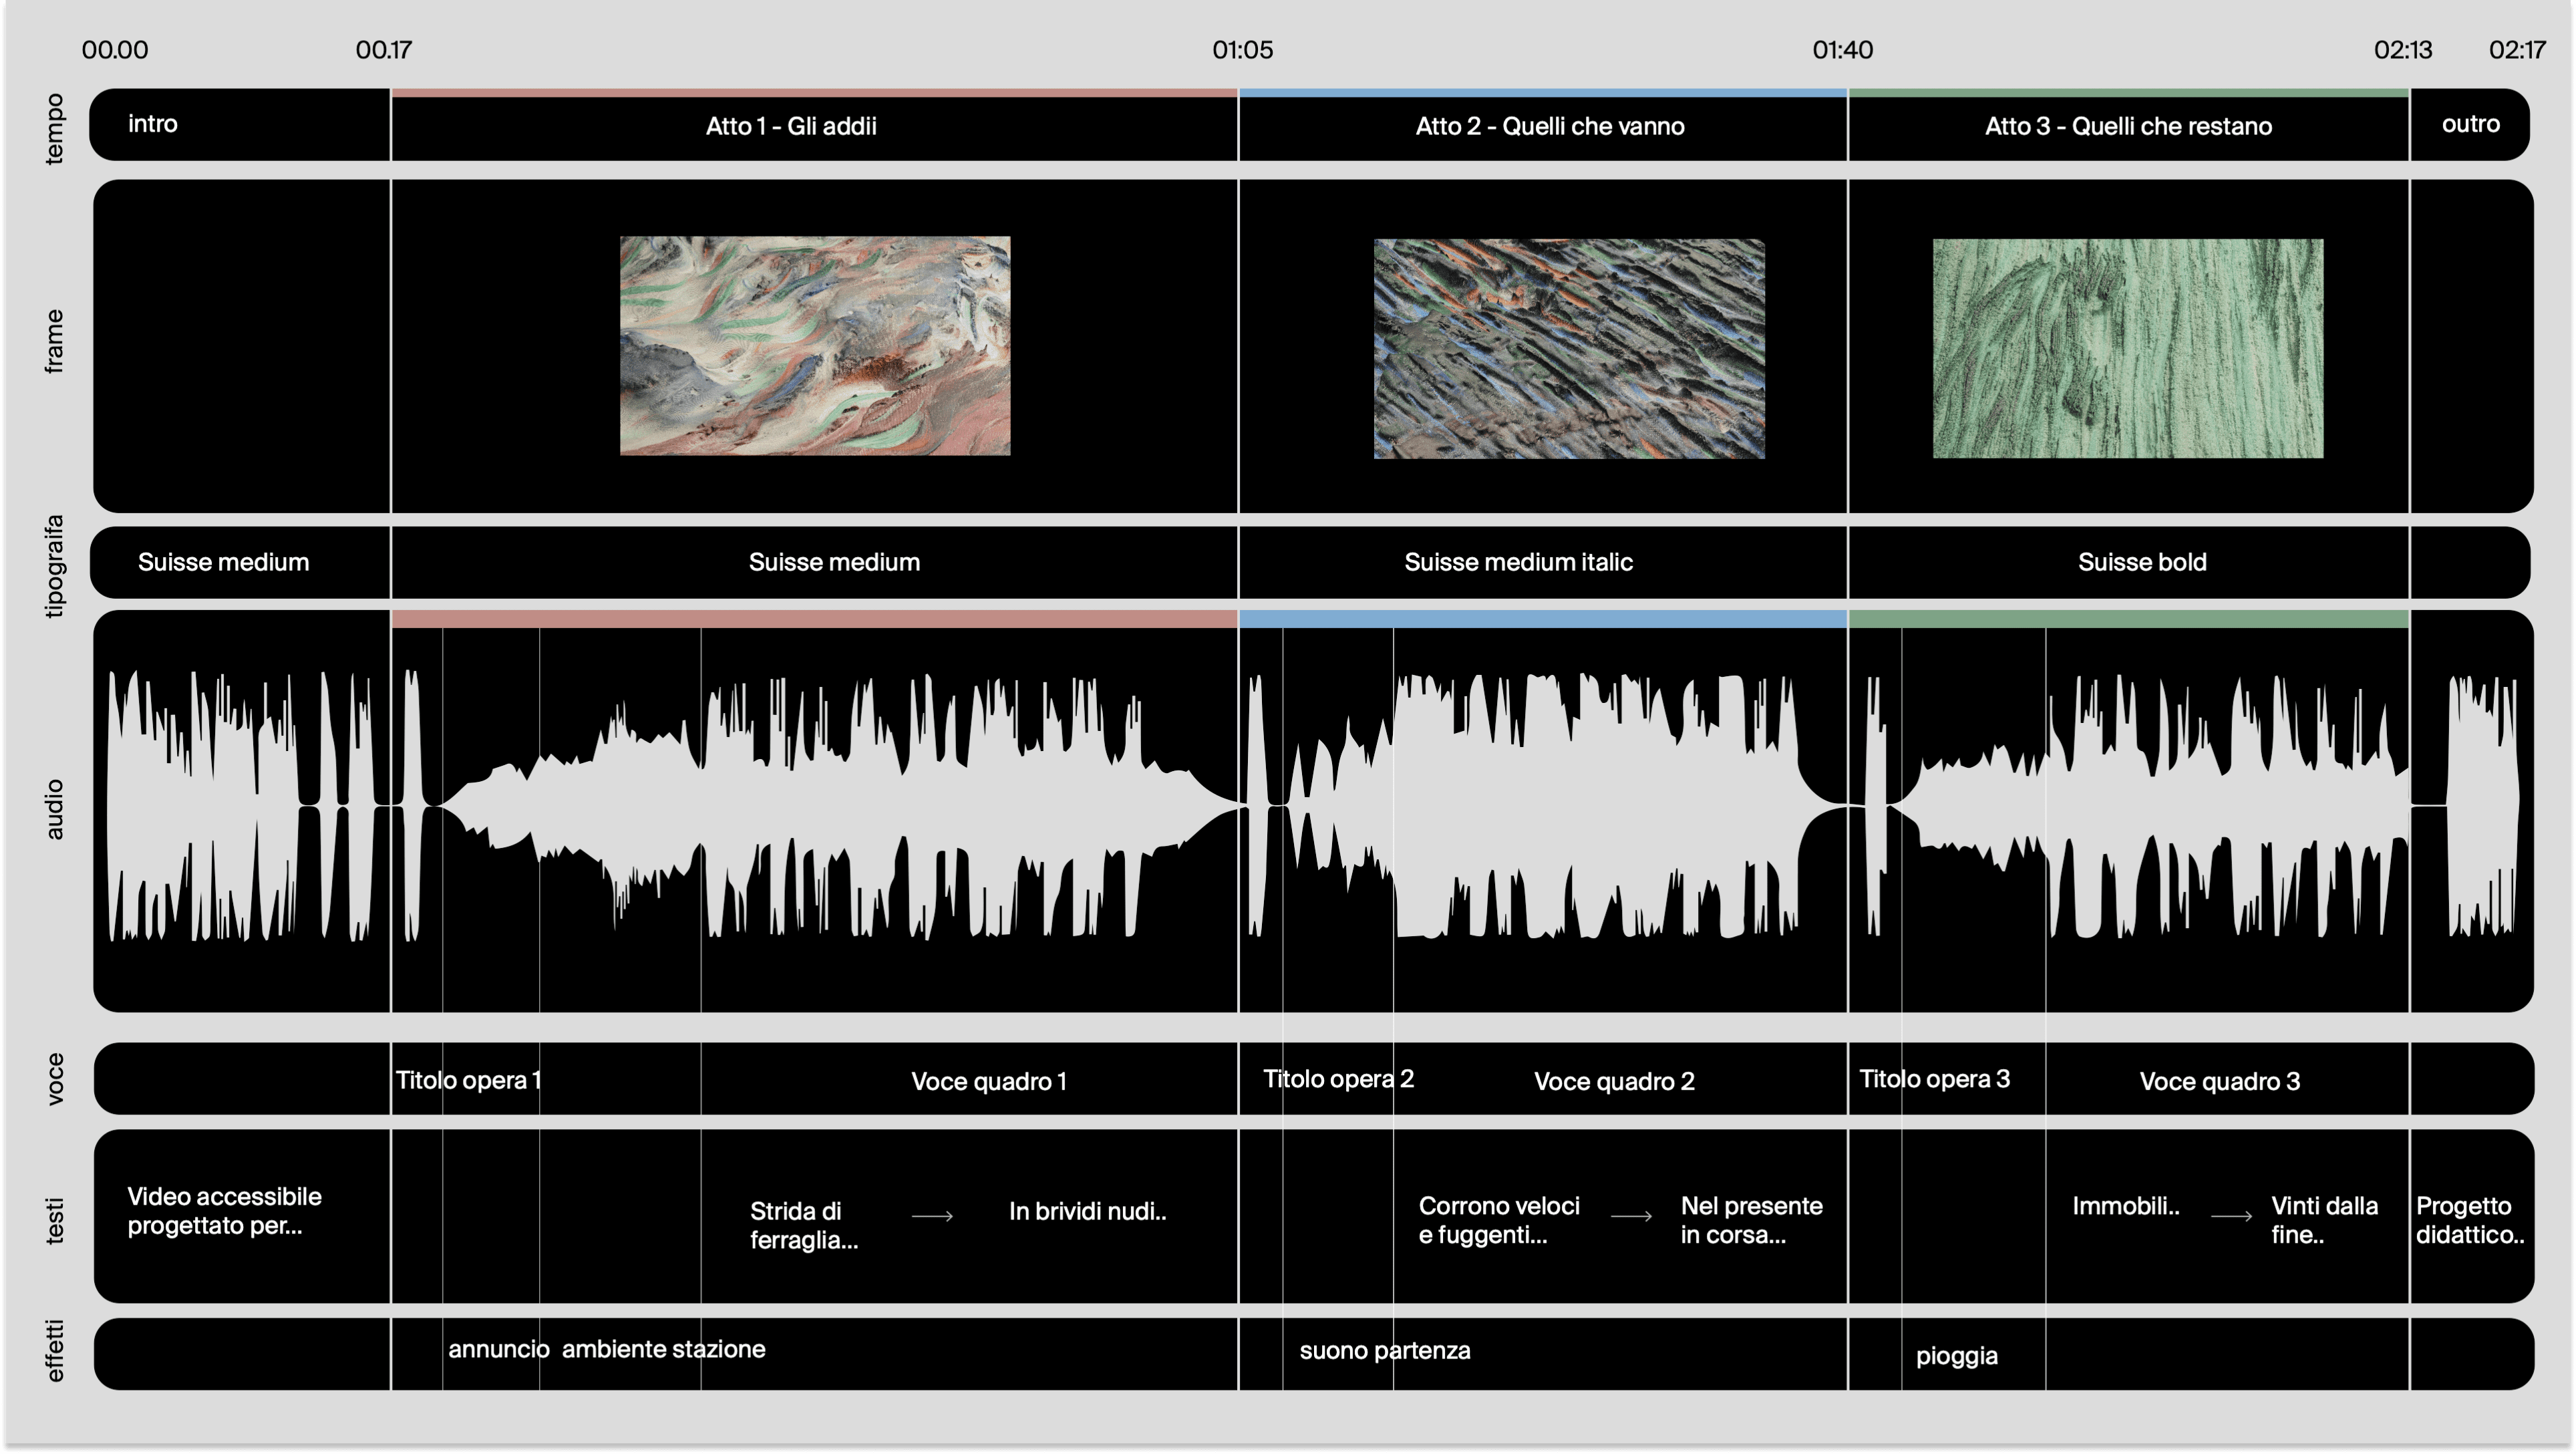 00.00
00.17
01:05
01:40
02:13
02:17
tempo
intro
Atto 1 - Gli addii
Atto 2 - Quelli che vanno
Atto 3 - Quelli che restano
outro
frame
tipograifa
Suisse medium
Suisse medium
Suisse medium italic
Suisse bold
audio
voce
Titolo opera 1
Voce quadro 1
Titolo opera 2
Voce quadro 2
Titolo opera 3
Voce quadro 3
testi
Video accessibile
progettato per...
Strida di
ferraglia...
In brividi nudi..
Corrono veloci
e fuggenti...
Nel presente
in corsa...
Immobili..
Vinti dalla
fine..
Progetto
didattico..
effetti
annuncio
ambiente stazione
suono partenza
pioggia